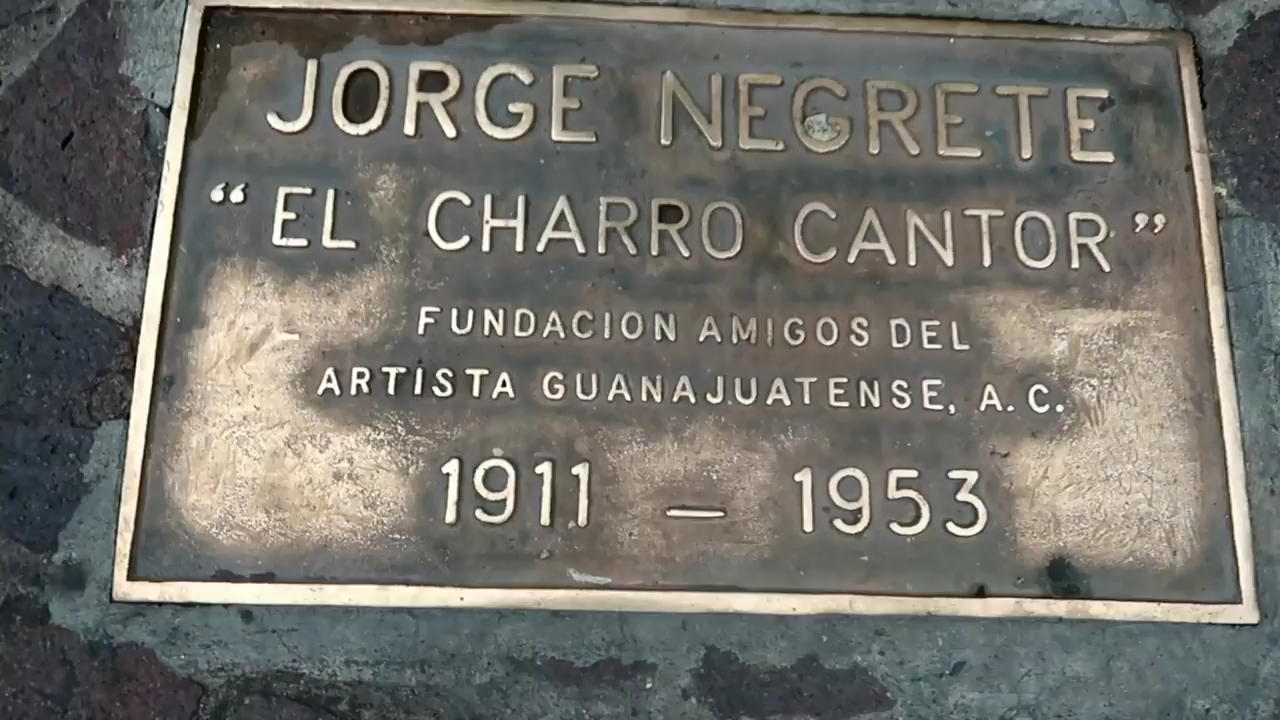 JORGE NEGRETE
“EL CHARRO CANTOR”
FUNDACION AMIGOS DEL
ARTISTA GUANAJUATENSE, A.C.
1911 – 1953